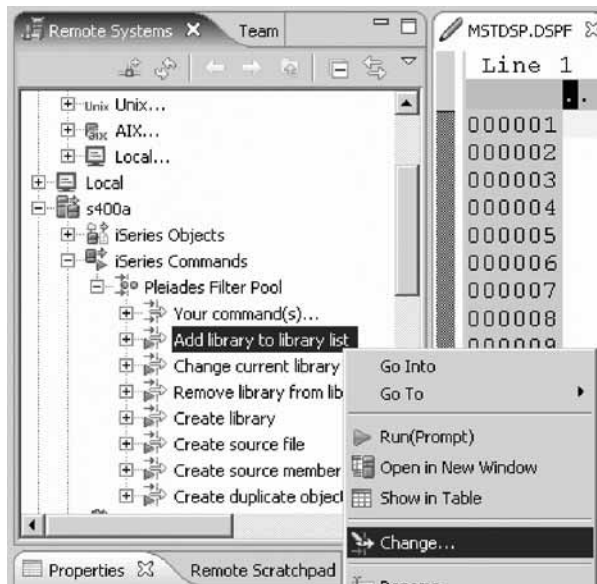 Remote Systems Team
Unix Unix...
AIX AIX...
Local...
Local
s400a
iSeries Objects
iSeries Commands
Pleiades Filter Pool
Your command(s)...
Add library to library list
Change current library
Remove library from lib
Create library
Create source file
Create source member
Create duplicate object
Properties Remote Scratchpad
MSTDSP.DSPF
Line 1
000001
000002
000003
000004
000005
000006
000007
000008
000009
Go Into
Go To
Run(Prompt)
Open in New Window
Show in Table
Change...